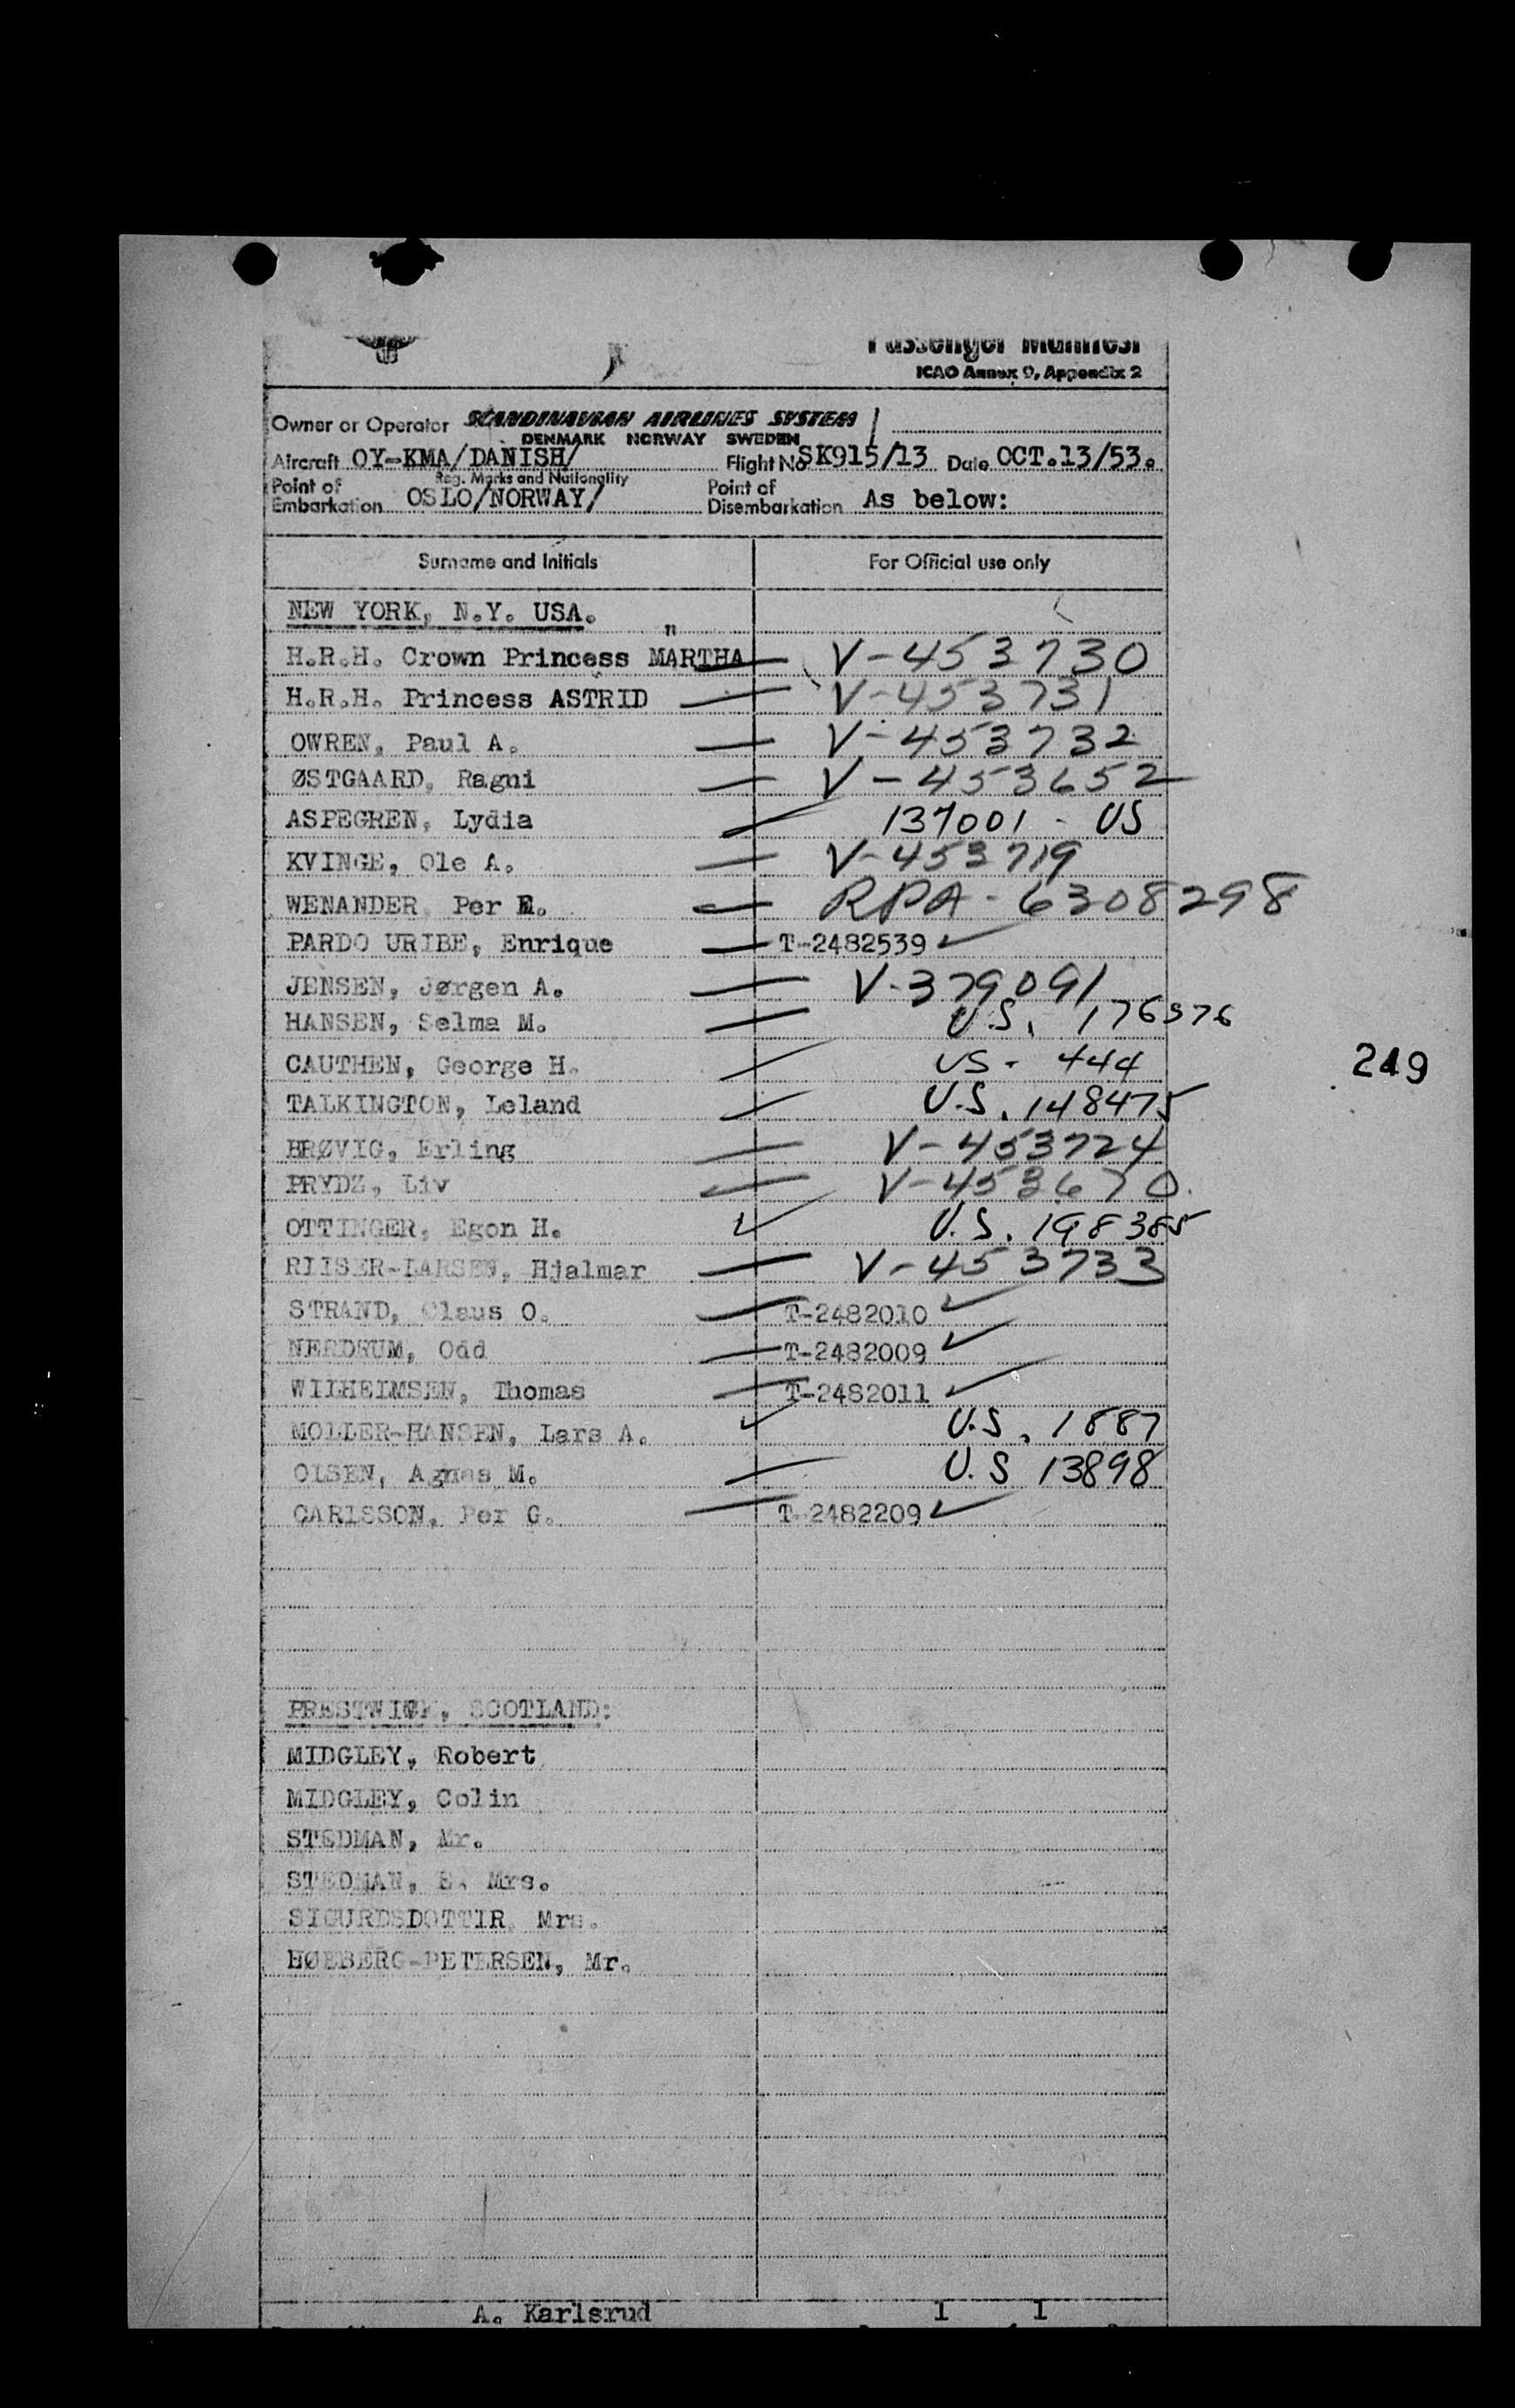 Passenger Manifest
ICAO Annex 9, Appendix 2
Owner or Operator SCANDINAVIAN AIRLINES SYSTEM
DENMARK NORWAY SWEDEN
Aircraft OY-KMA/DANISH/ Flight No SK915/13 Date OCT.13/53.
Reg. Marks and Nationality
Point of Embarkation OSLO/NORWAY/ Point of Disembarkation As below:
Surname and Initials For Official use only
NEW YORK, N.Y. USA.
H.R.H. Crown Princess MARTHA V-453730
H.R.H. Princess ASTRID V-453731
OWREN, Paul A. V-453732
ØSTGAARD, Ragni V-453652
ASPEGREN, Lydia 137001 - US
KVINGE, Ole A. V-453719
WENANDER Per E. RPA-6308298
PARDO URIBE, Enrique T-2482539
JENSEN, Jørgen A. V-379091
HANSEN, Selma M. U.S. 176376
CAUTHEN, George H. US- 444
TALKINGTON, Leland U.S. 148475
BRØVIG, Erling V-453724
PRYDZ, Liv V-453670
OTTINGER, Egon H. U.S. 198385
RIISER-LARSEN, Hjalmar V-453733
STRAND, Claus O. T-2482010
NERDRUM, Odd T-2482009
WILHELMSEN, Thomas T-2482011
MOLLER-HANSEN, Lars A. U.S. 1887
OLSEN, Agnes M. U.S 13898
CARLSSON, Per G. T-2482209
249
PRESTWICK, SCOTLAND:
MIDGLEY, Robert
MIDGLEY, Colin
STEDMAN, Mr.
STEDMAN, E. Mrs.
SIGURDSDOTTIR, Mrs.
PETERSEN, Mr.
A. Karlsrud 1 1